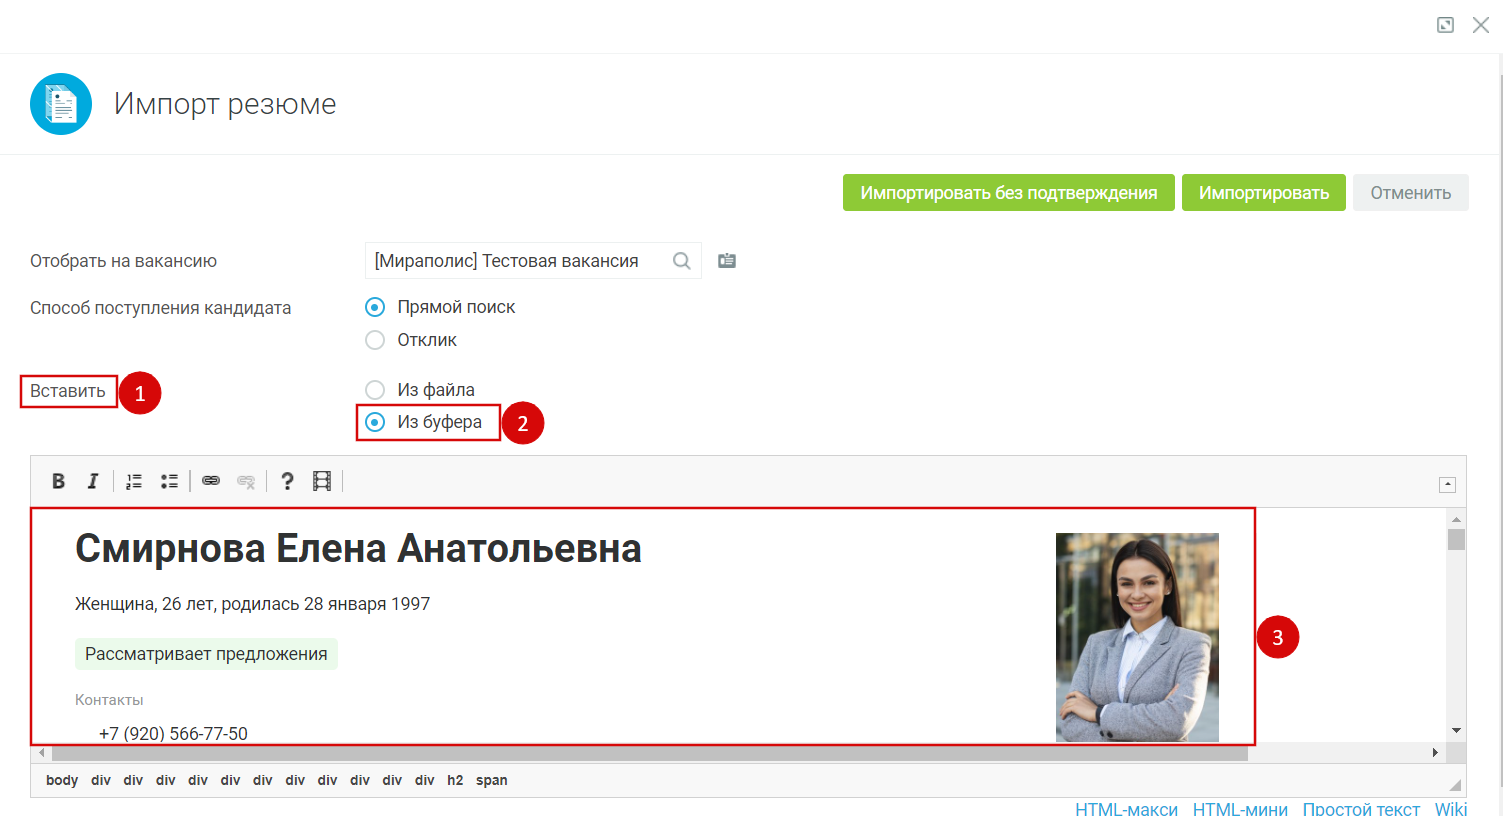 Импорт резюме
Импортировать без подтверждения Импортировать Отменить
Отобрать на вакансию [Мираполис] Тестовая вакансия
Способ поступления кандидата Прямой поиск
Отклик
Вставить 1 Из файла
Из буфера 2
B I ?
Смирнова Елена Анатольевна
Женщина, 26 лет, родилась 28 января 1997
Рассматривает предложения
3
Контакты
+7 (920) 566-77-50
body div div div div div div div div div div div h2 span
HTML-макси HTML-мини Простой текст Wiki